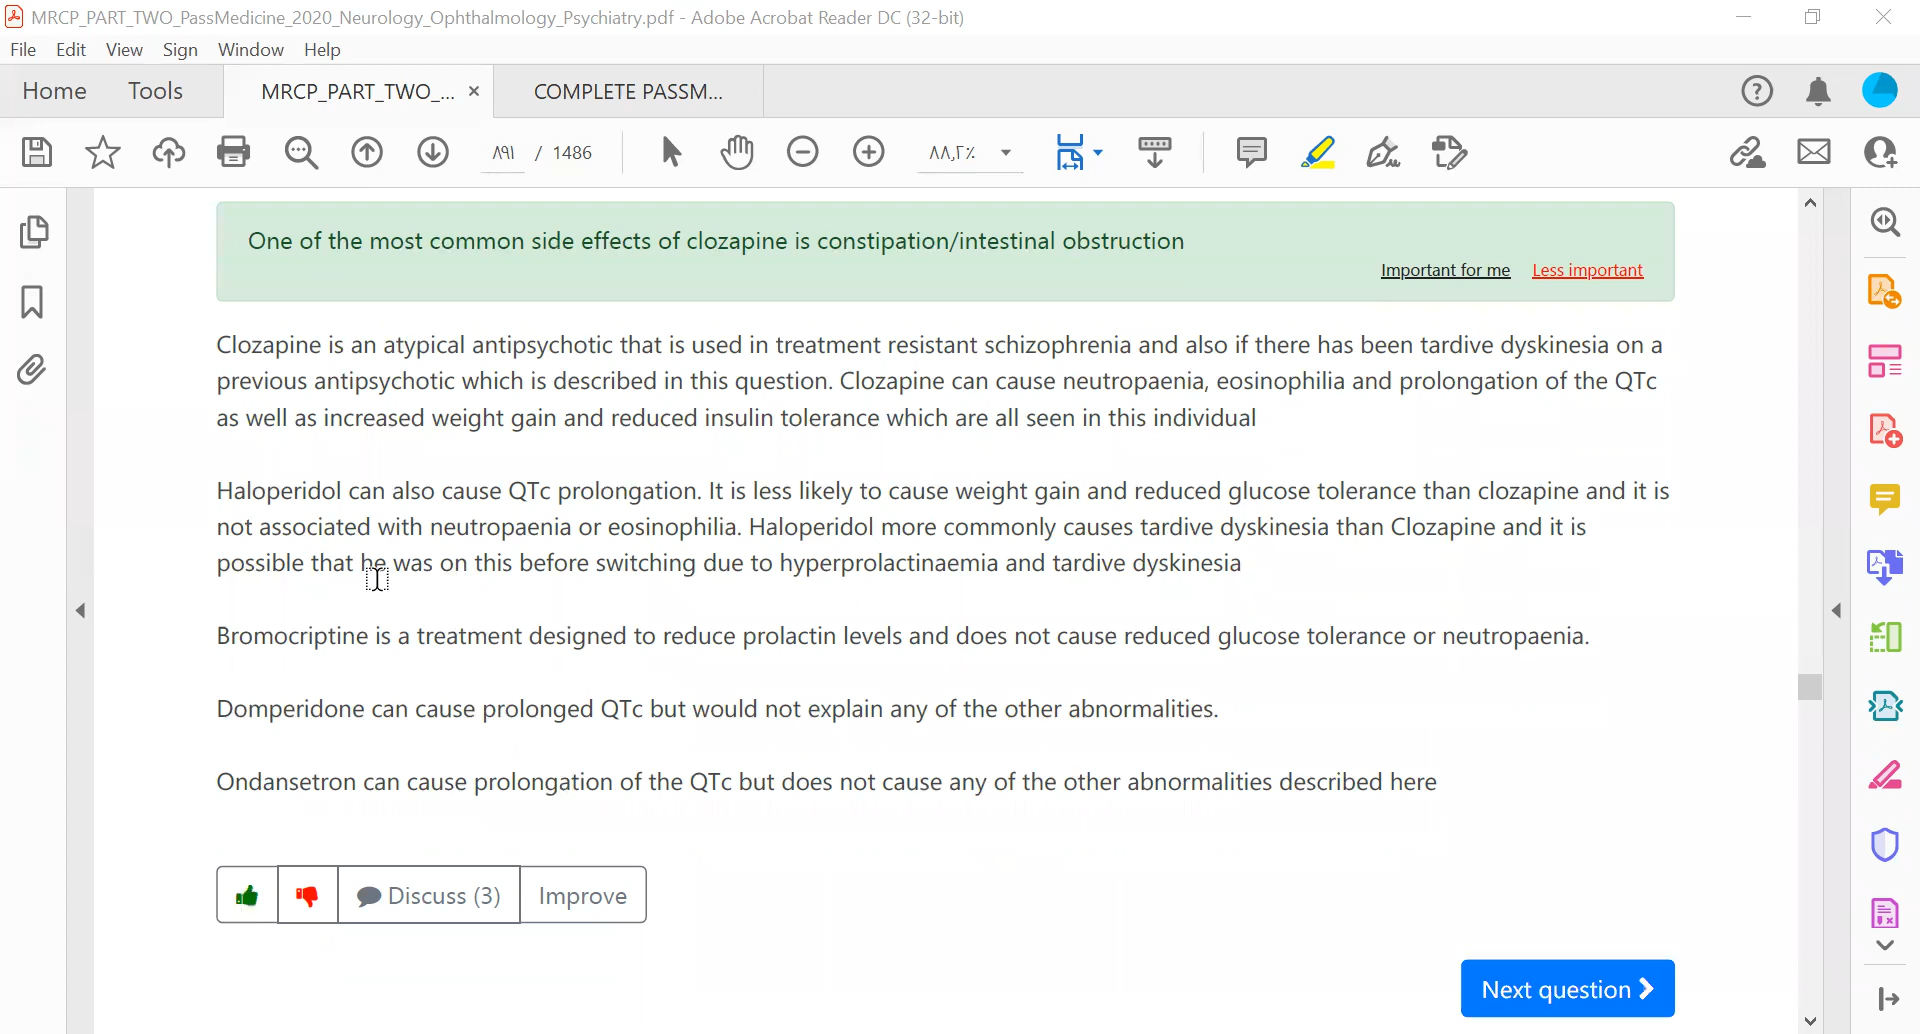 MRCP_PART_TWO_PassMedicine_2020_Neurology_Ophthalmology_Psychiatry.pdf - Adobe Acrobat Reader DC (32-bit)
File Edit View Sign Window Help
Home Tools MRCP_PART_TWO_... × COMPLETE PASSM...
٨٩١ / 1486 ٨٨,٢٪
One of the most common side effects of clozapine is constipation/intestinal obstruction
Important for me Less important
Clozapine is an atypical antipsychotic that is used in treatment resistant schizophrenia and also if there has been tardive dyskinesia on a
previous antipsychotic which is described in this question. Clozapine can cause neutropaenia, eosinophilia and prolongation of the QTc
as well as increased weight gain and reduced insulin tolerance which are all seen in this individual
Haloperidol can also cause QTc prolongation. It is less likely to cause weight gain and reduced glucose tolerance than clozapine and it is
not associated with neutropaenia or eosinophilia. Haloperidol more commonly causes tardive dyskinesia than Clozapine and it is
possible that he was on this before switching due to hyperprolactinaemia and tardive dyskinesia
Bromocriptine is a treatment designed to reduce prolactin levels and does not cause reduced glucose tolerance or neutropaenia.
Domperidone can cause prolonged QTc but would not explain any of the other abnormalities.
Ondansetron can cause prolongation of the QTc but does not cause any of the other abnormalities described here
Discuss (3) Improve
Next question